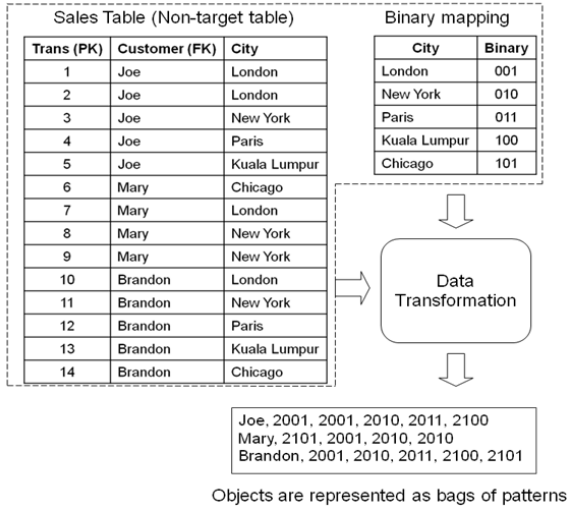 Sales Table (Non-target table)
Trans (PK) Customer (FK) City
1 Joe London
2 Joe London
3 Joe New York
4 Joe Paris
5 Joe Kuala Lumpur
6 Mary Chicago
7 Mary London
8 Mary New York
9 Mary New York
10 Brandon London
11 Brandon New York
12 Brandon Paris
13 Brandon Kuala Lumpur
14 Brandon Chicago
Binary mapping
City Binary
London 001
New York 010
Paris 011
Kuala Lumpur 100
Chicago 101
Data
Transformation
Joe, 2001, 2001, 2010, 2011, 2100
Mary, 2101, 2001, 2010, 2010
Brandon, 2001, 2010, 2011, 2100, 2101
Objects are represented as bags of patterns